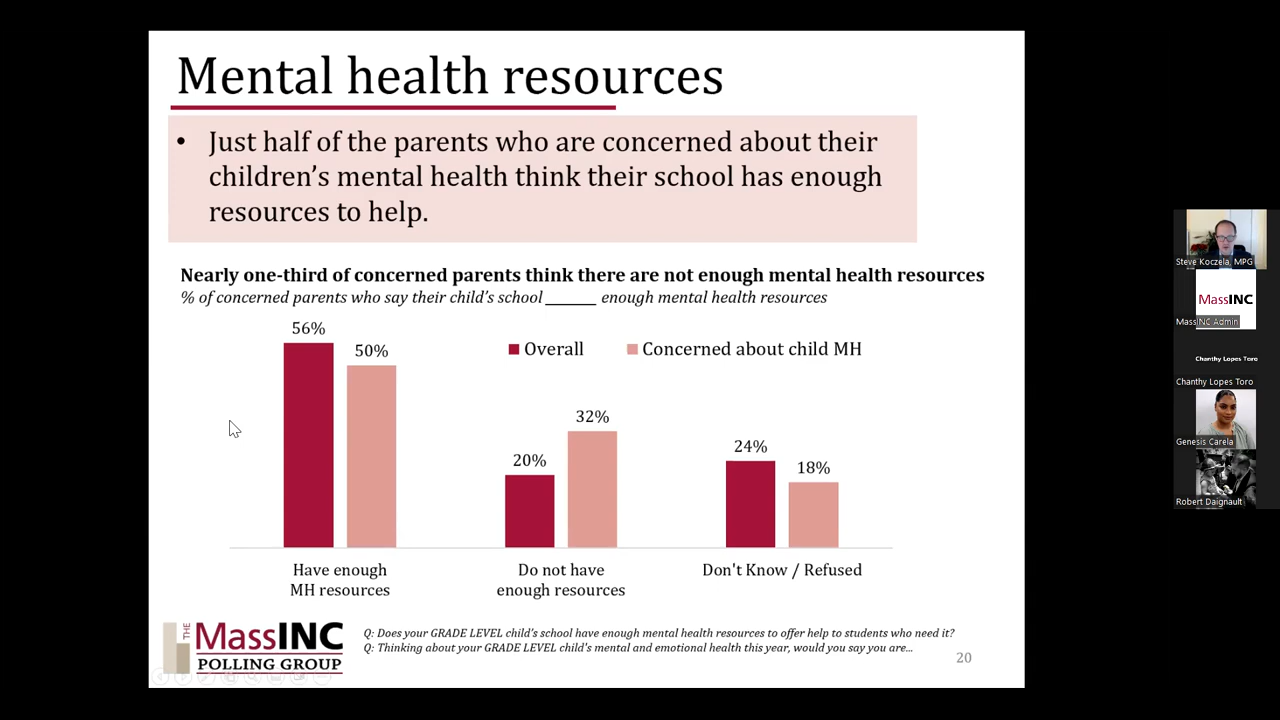 Mental health resources
• Just half of the parents who are concerned about their
children’s mental health think their school has enough
resources to help.
Nearly one-third of concerned parents think there are not enough mental health resources
% of concerned parents who say their child’s school _______ enough mental health resources
56%
50%
Overall
Concerned about child MH
32%
20%
24%
18%
Have enough
MH resources
Do not have
enough resources
Don't Know / Refused
THE
MassINC
POLLING GROUP
Q: Does your GRADE LEVEL child’s school have enough mental health resources to offer help to students who need it?
Q: Thinking about your GRADE LEVEL child’s mental and emotional health this year, would you say you are...
20
Steve Koczela, MPG
MassINC
MassINC Admin
Chanthy Lopes Toro
Chanthy Lopes Toro
Genesis Carela
Robert Daignault